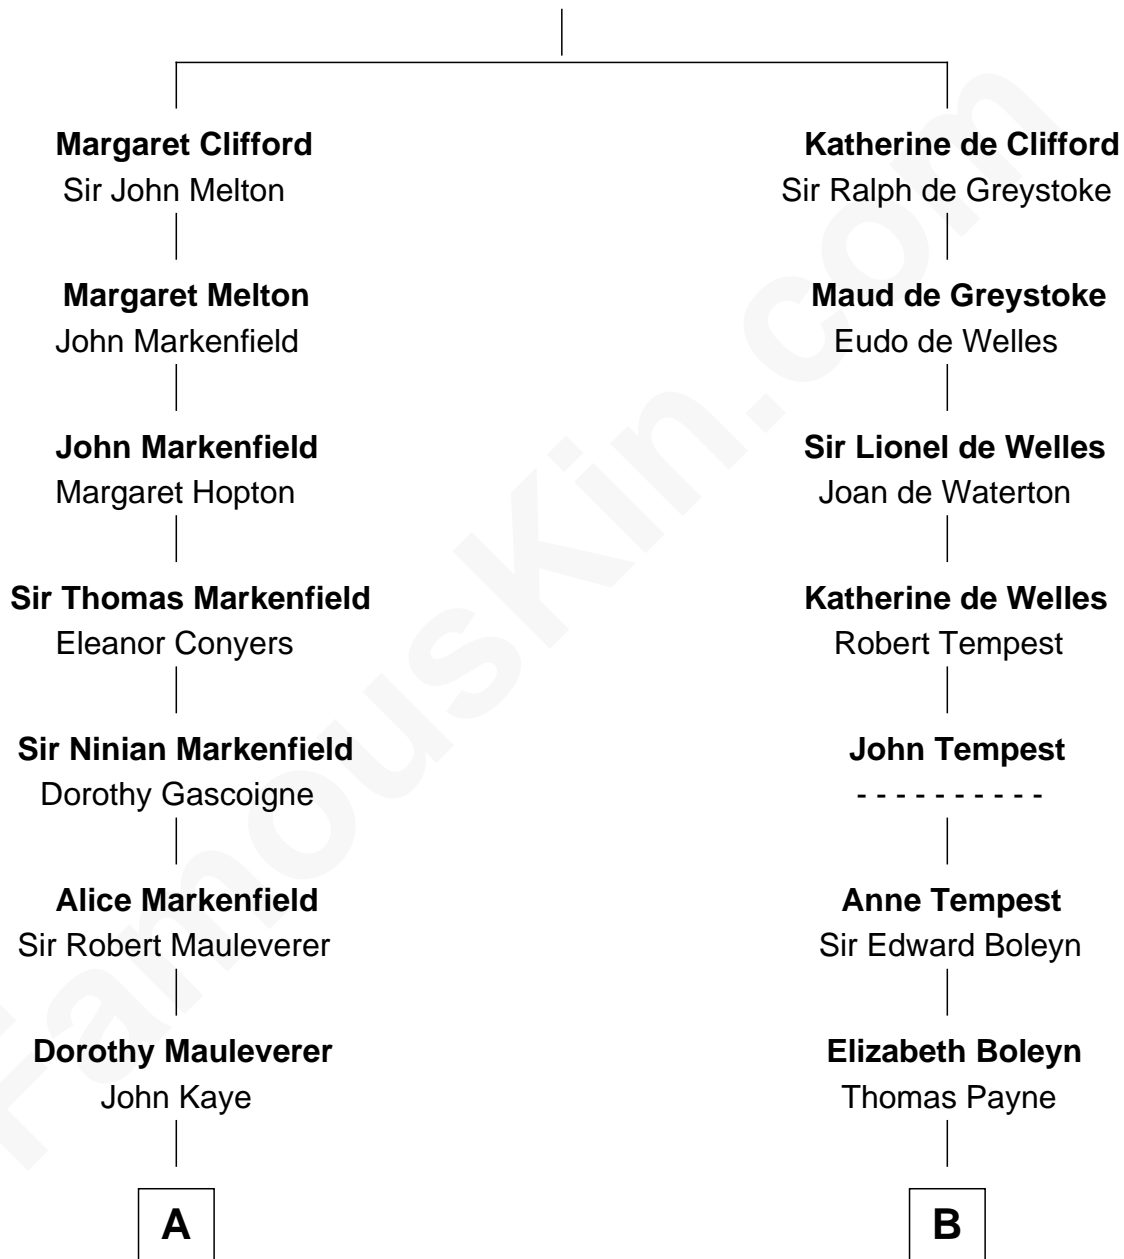 Margaret Clifford
Sir John Melton
Margaret Melton
John Markenfield
John Markenfield
Margaret Hopton
Sir Thomas Markenfield
Eleanor Conyers
Sir Ninian Markenfield
Dorothy Gascoigne
Alice Markenfield
Sir Robert Mauleverer
Dorothy Mauleverer
John Kaye
A
Katherine de Clifford
Sir Ralph de Greystoke
Maud de Greystoke
Eudo de Welles
Sir Lionel de Welles
Joan de Waterton
Katherine de Welles
Robert Tempest
John Tempest
- - - - - - - - - -
Anne Tempest
Sir Edward Boleyn
Elizabeth Boleyn
Thomas Payne
B
FamousKin.com